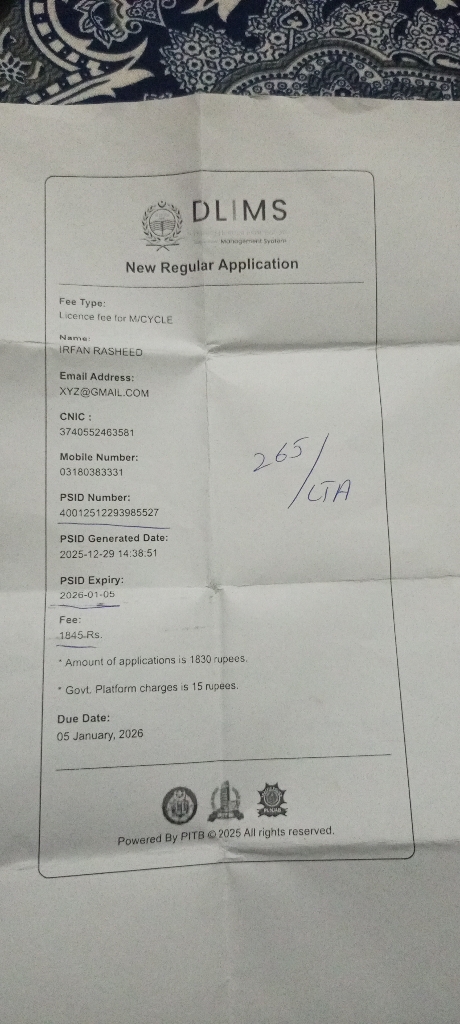 DLIMS
Management System
New Regular Application
Fee Type:
Licence fee for M/CYCLE
Name:
IRFAN RASHEED
Email Address:
XYZ@GMAIL.COM
CNIC :
3740552463581
Mobile Number:
03180383331
265/
LTA
PSID Number:
40012512293985527
PSID Generated Date:
2025-12-29 14:38:51
PSID Expiry:
2026-01-05
Fee:
1845 Rs.
* Amount of applications is 1830 rupees.
* Govt. Platform charges is 15 rupees.
Due Date:
05 January, 2026
Powered By PITB © 2025 All rights reserved.